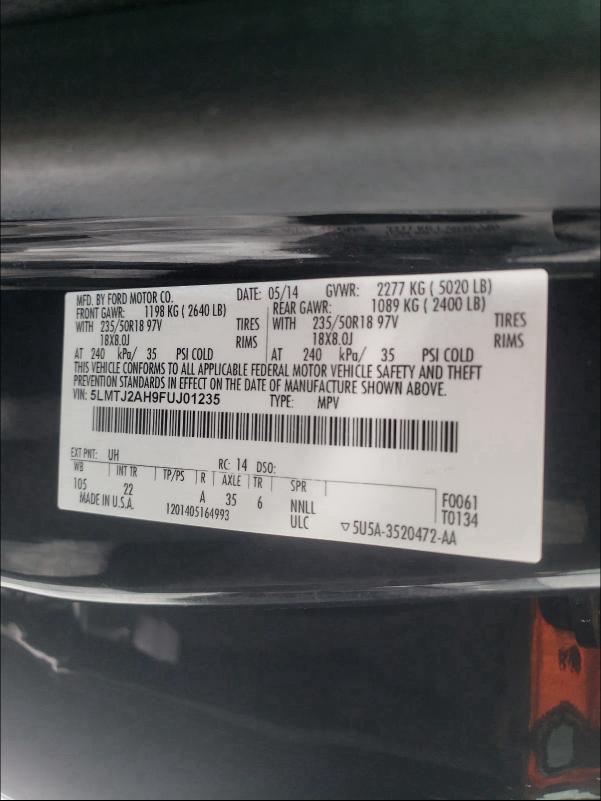 MFD. BY FORD MOTOR CO. DATE: 05/14 GVWR: 2277 KG ( 5020 LB)
FRONT GAWR: 1198 KG ( 2640 LB) REAR GAWR: 1089 KG ( 2400 LB)
WITH 235/50R18 97V TIRES WITH 235/50R18 97V TIRES
18X8.0J RIMS 18X8.0J RIMS
AT 240 kPa/ 35 PSI COLD AT 240 kPa/ 35 PSI COLD
THIS VEHICLE CONFORMS TO ALL APPLICABLE FEDERAL MOTOR VEHICLE SAFETY AND THEFT
PREVENTION STANDARDS IN EFFECT ON THE DATE OF MANUFACTURE SHOWN ABOVE.
VIN: 5LMTJ2AH9FUJ01235 TYPE: MPV
EXT PNT: UH RC: 14 DSO:
WB INT TR TP/PS R AXLE TR SPR
105 22 A 35 6 NNLL F0061
MADE IN U.S.A. 1201405164993 ULC T0134
▽5U5A-3520472-AA